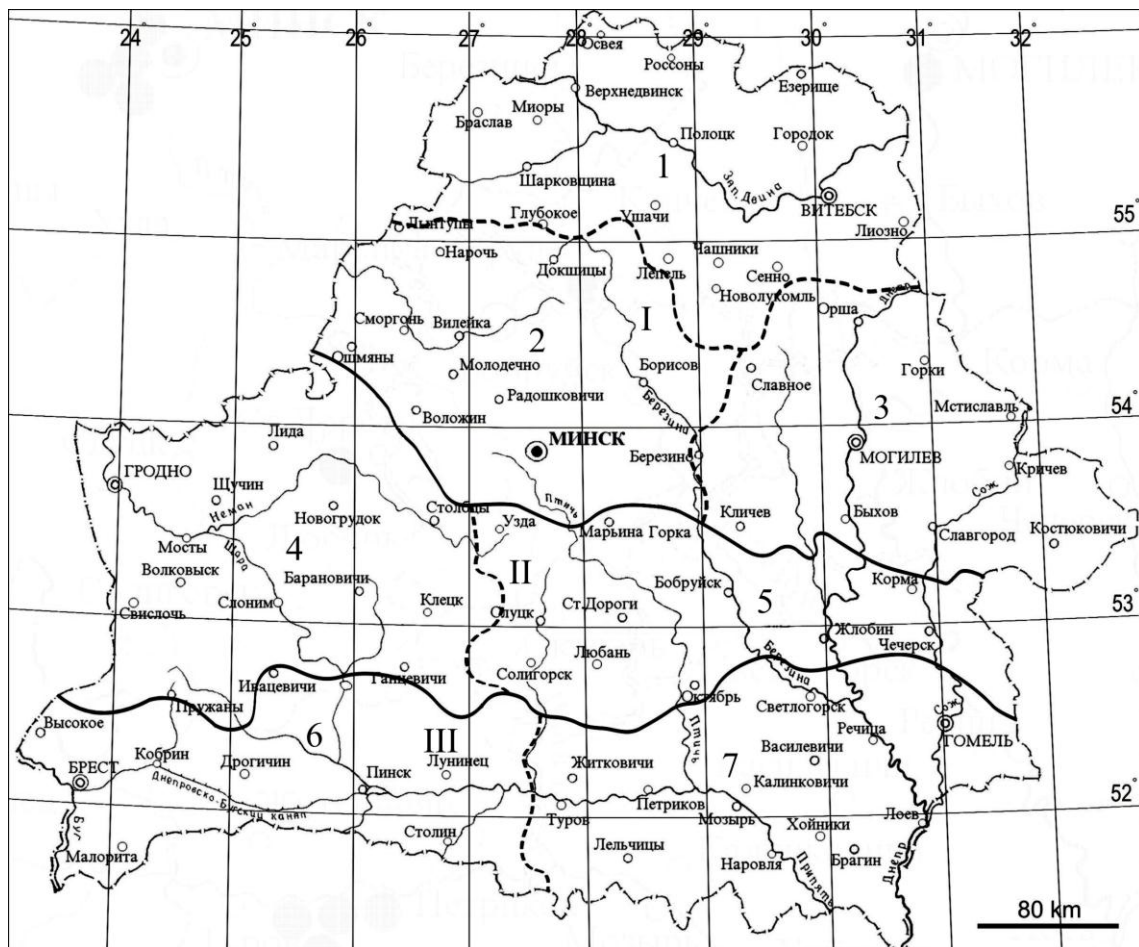 24° 25° 26° 27° 28° 29° 30° 31° 32°
Освея
Россоны
Езерище
Верхнедвинск
Миоры
Браслав
Полоцк
Городок
1
Шарковщина
Зап. Двина
ВИТЕБСК
Глубокое
Ушачи
Лынтупы
Лиозно
55°
Нарочь
Докшицы
Лепель
Чашники
Сенно
Новолукомль
Днепр
Орша
Сморгонь
Вилейка
I
2
Ошмяны
Молодечно
Борисов
Славное
Горки
Радошковичи
Березина
3
Мстиславль
Воложин
54°
Лида
МИНСК
Березино
МОГИЛЕВ
Кричев
ГРОДНО
Щучин
Неман
Новогрудок
Столбцы
Узда
Птичь
Марьина Горка
Кличев
Быхов
Сож
Славгород
Костюковичи
Мосты
Щара
4
Волковыск
Барановичи
II
Бобруйск
Корма
Свислочь
Слоним
Клецк
Слуцк
Ст.Дороги
5
53°
Жлобин
Чечерск
Любань
Березина
Ивацевичи
Ганцевичи
Солигорск
Октябрь
Светлогорск
Пружаны
Сож
Высокое
6
III
Птичь
Речица
ГОМЕЛЬ
Василевичи
БРЕСТ
Кобрин
Дрогичин
Пинск
Лунинец
Житковичи
7
Калинковичи
Днепровско-Бугский канал
52°
Туров
Петриков
Мозырь
Лоев
Буг
Малорита
Столин
Лельчицы
Хойники
Наровля
Брагин
Припять
Днепр
80 km